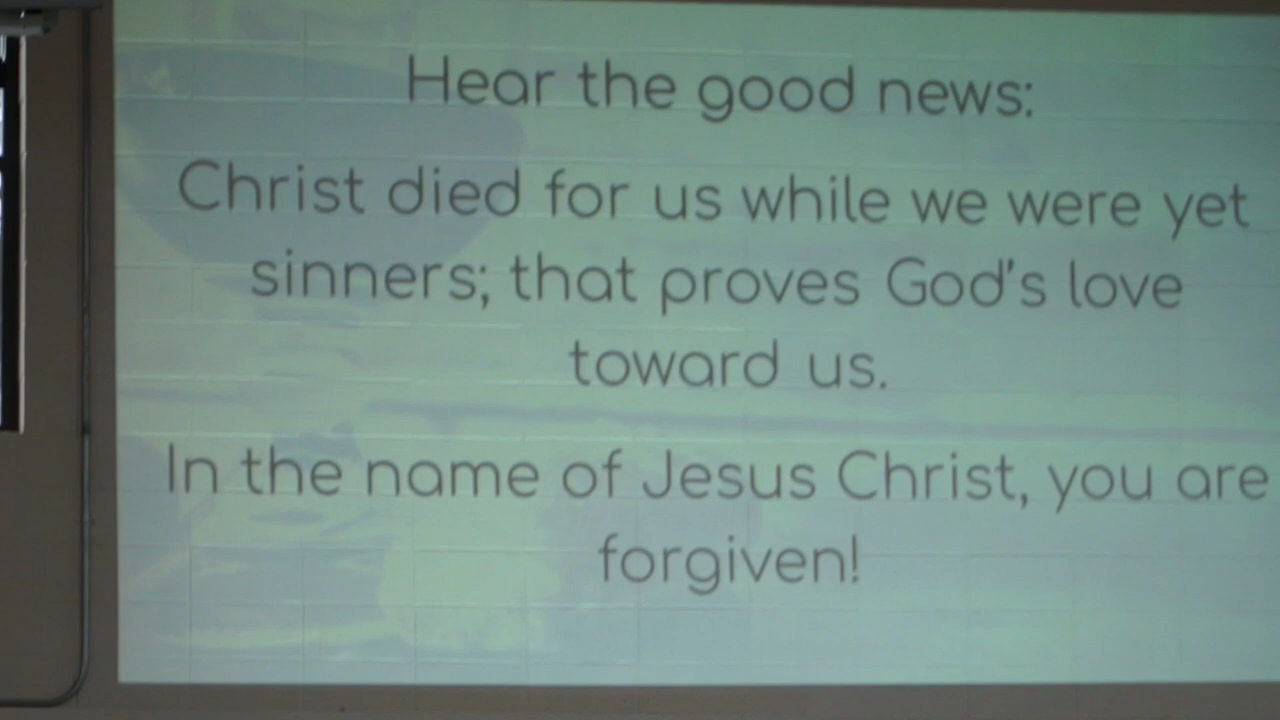 Hear the good news:
Christ died for us while we were yet
sinners; that proves God's love
toward us.
In the name of Jesus Christ, you are
forgiven!